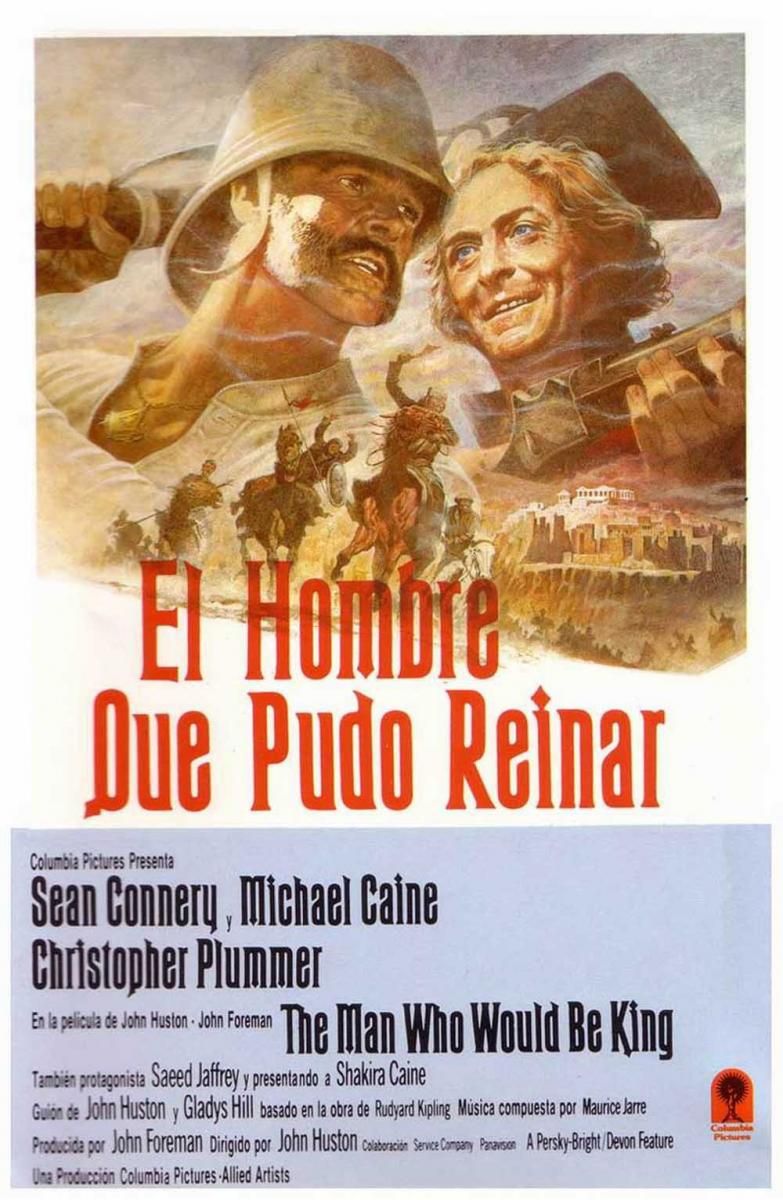 El Hombre
Que Pudo Reinar
Columbia Pictures Presenta
Sean Connery y Michael Caine
Christopher Plummer
En la película de John Huston - John Foreman The Man Who Would Be King
También protagonista Saeed Jaffrey y presentando a Shakira Caine
Guión de John Huston y Gladys Hill basado en la obra de Rudyard Kipling Música compuesta por Maurice Jarre
Producida por John Foreman Dirigido por John Huston Colaboración Service Company Panavision A Persky-Bright/Devon Feature
Una Producción Columbia Pictures-Allied Artists
Columbia
Pictures